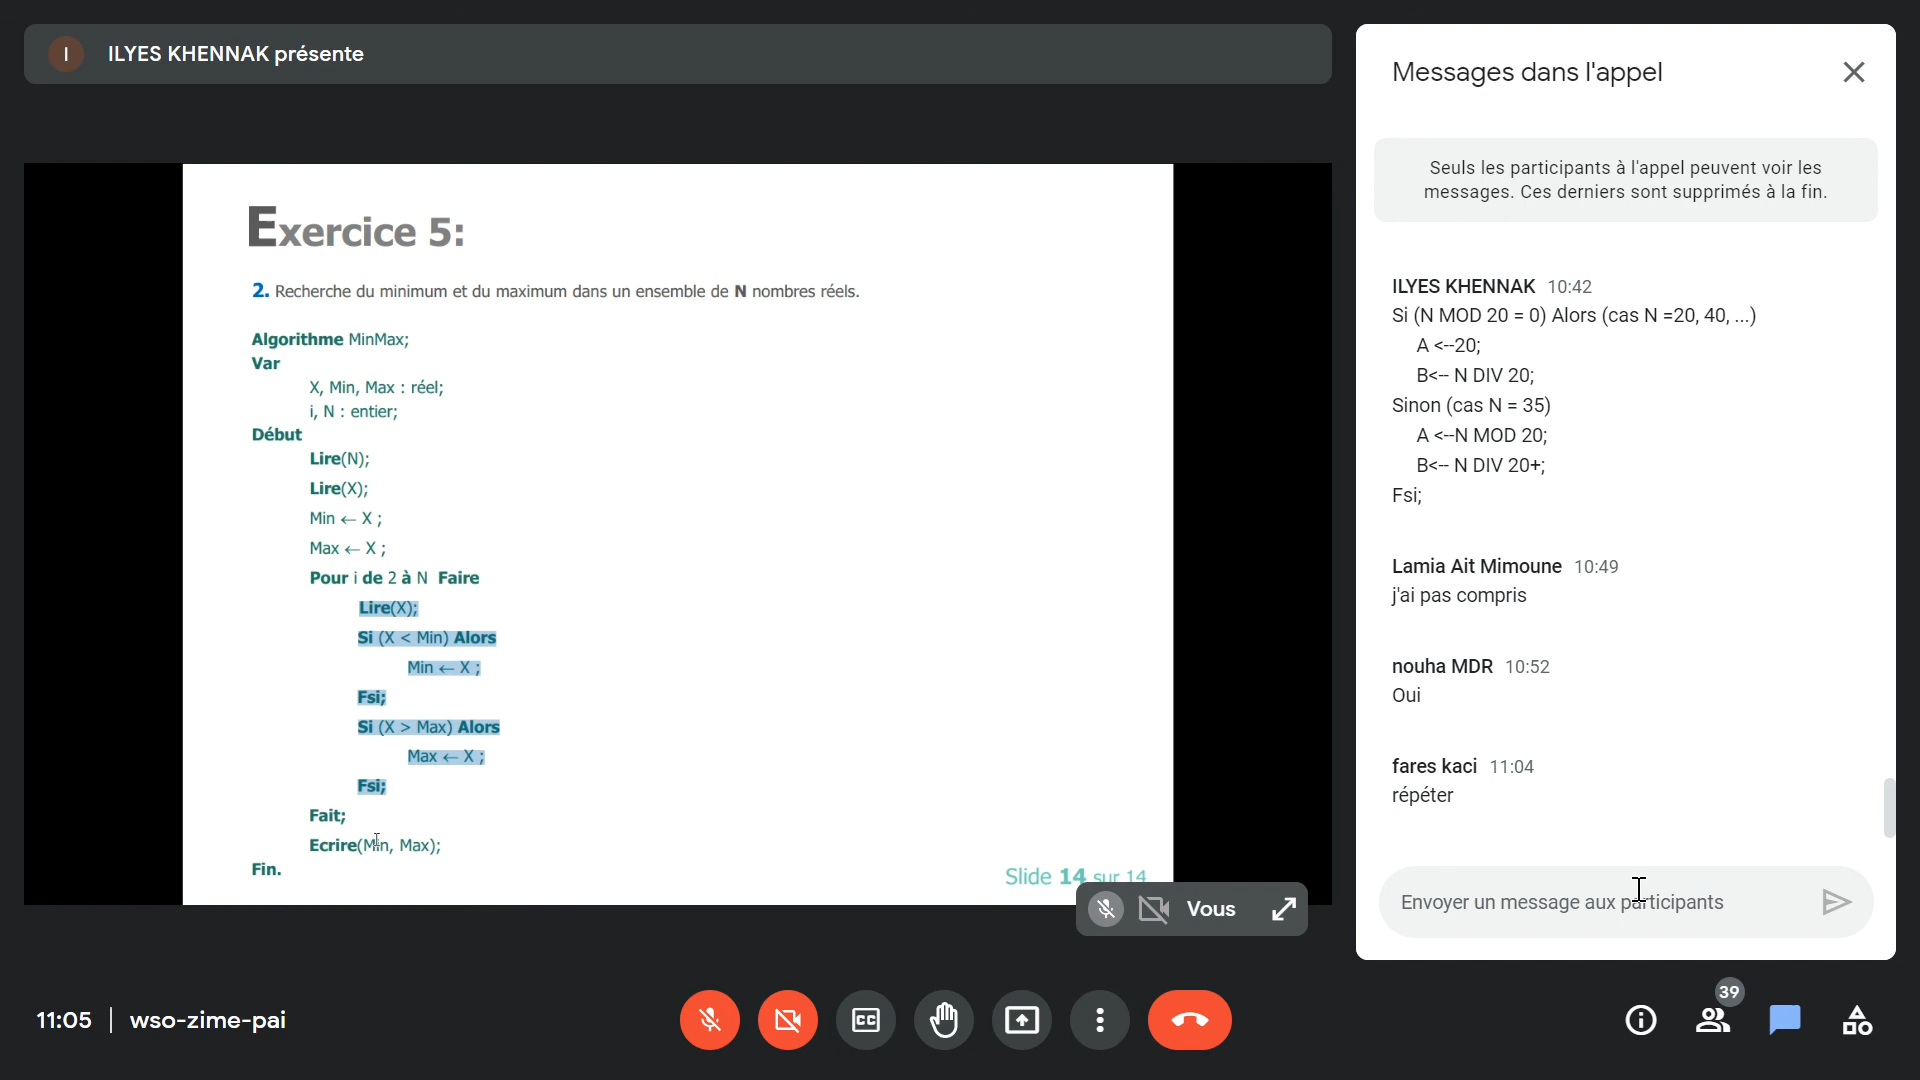 I ILYES KHENNAK présente
Exercice 5:
2. Recherche du minimum et du maximum dans un ensemble de N nombres réels.
Algorithme MinMax;
Var
X, Min, Max : réel;
i, N : entier;
Début
Lire(N);
Lire(X);
Min ← X ;
Max ← X ;
Pour i de 2 à N Faire
Lire(X);
Si (X < Min) Alors
Min ← X ;
Fsi;
Si (X > Max) Alors
Max ← X ;
Fsi;
Fait;
Ecrire(Min, Max);
Fin.
Slide 14 sur 14
Vous
Messages dans l'appel
Seuls les participants à l'appel peuvent voir les
messages. Ces derniers sont supprimés à la fin.
ILYES KHENNAK 10:42
Si (N MOD 20 = 0) Alors (cas N =20, 40, ...)
A <--20;
B<-- N DIV 20;
Sinon (cas N = 35)
A <--N MOD 20;
B<-- N DIV 20+;
Fsi;
Lamia Ait Mimoune 10:49
j'ai pas compris
nouha MDR 10:52
Oui
fares kaci 11:04
répéter
Envoyer un message aux participants
11:05 | wso-zime-pai
CC
39